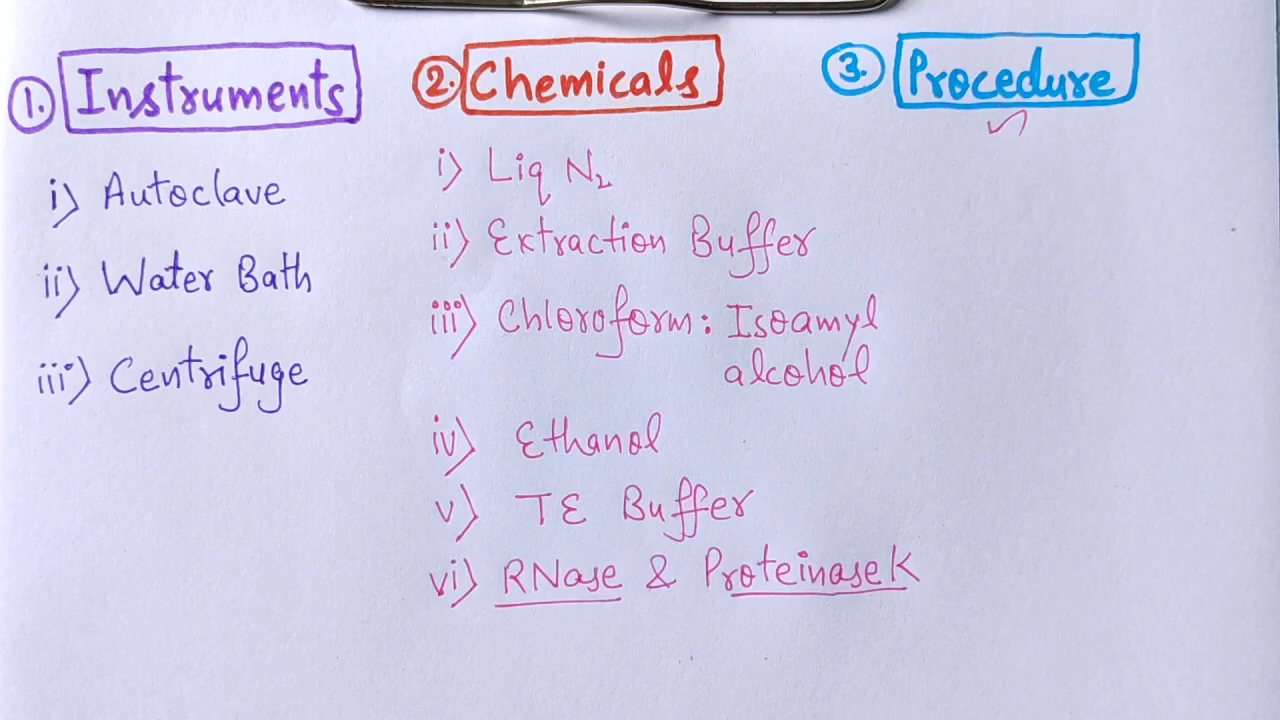 1. Instruments
i) Autoclave
ii) Water Bath
iii) Centrifuge
2. Chemicals
i) Liq N₂
ii) Extraction Buffer
iii) Chloroform: Isoamyl
alcohol
iv) Ethanol
v) TE Buffer
vi) RNase & Proteinase K
3. Procedure